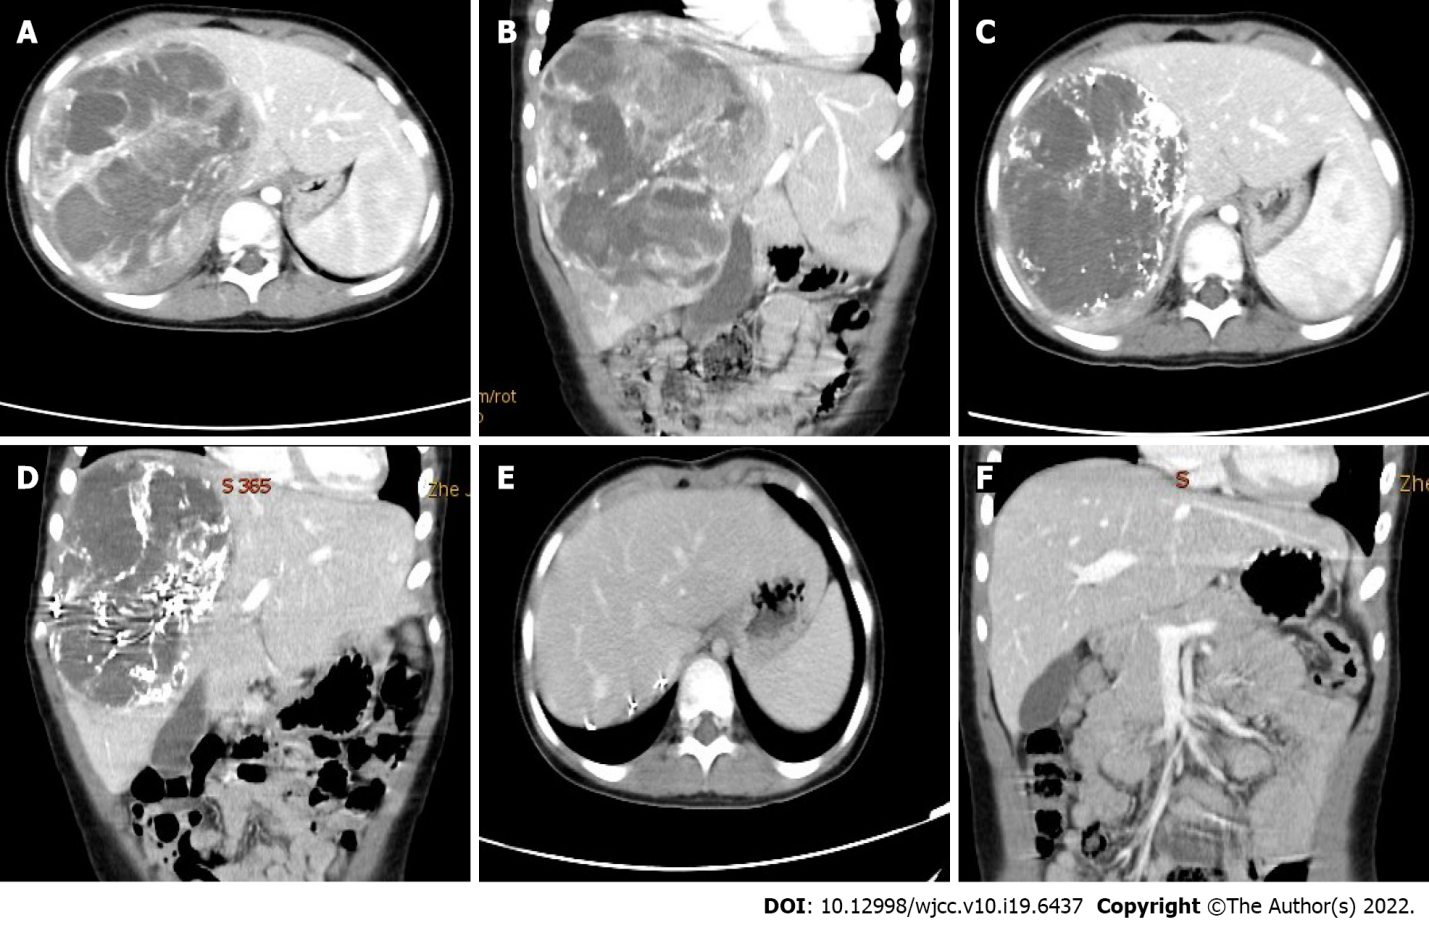 A
B
C
m/rot
D
S 365
Zhe
E
F
S
Zhe
DOI: 10.12998/wjcc.v10.i19.6437 Copyright ©The Author(s) 2022.